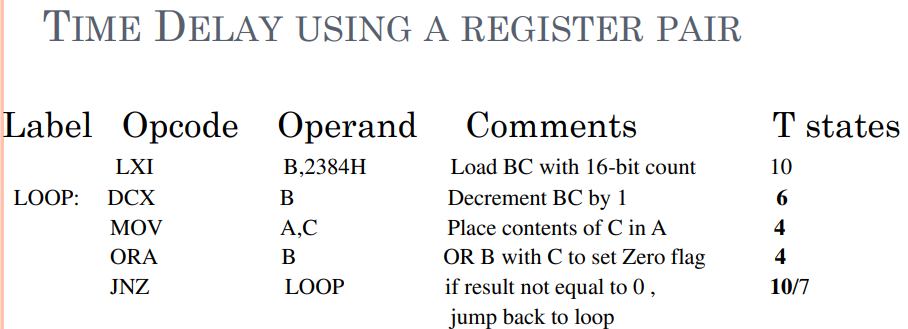 TIME DELAY USING A REGISTER PAIR
Label Opcode Operand Comments T states
LXI B,2384H Load BC with 16-bit count 10
LOOP: DCX B Decrement BC by 1 6
MOV A,C Place contents of C in A 4
ORA B OR B with C to set Zero flag 4
JNZ LOOP if result not equal to 0 , 10/7
jump back to loop